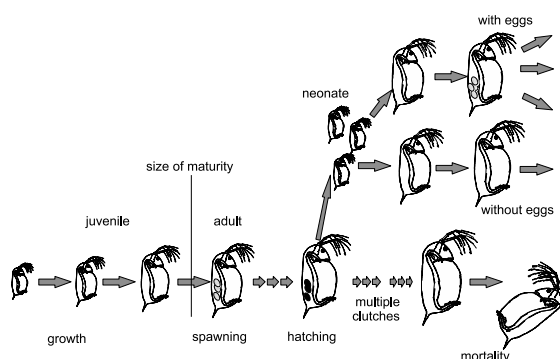 with eggs
neonate
size of maturity
juvenile
adult
without eggs
multiple
clutches
growth
spawning
hatching
mortality